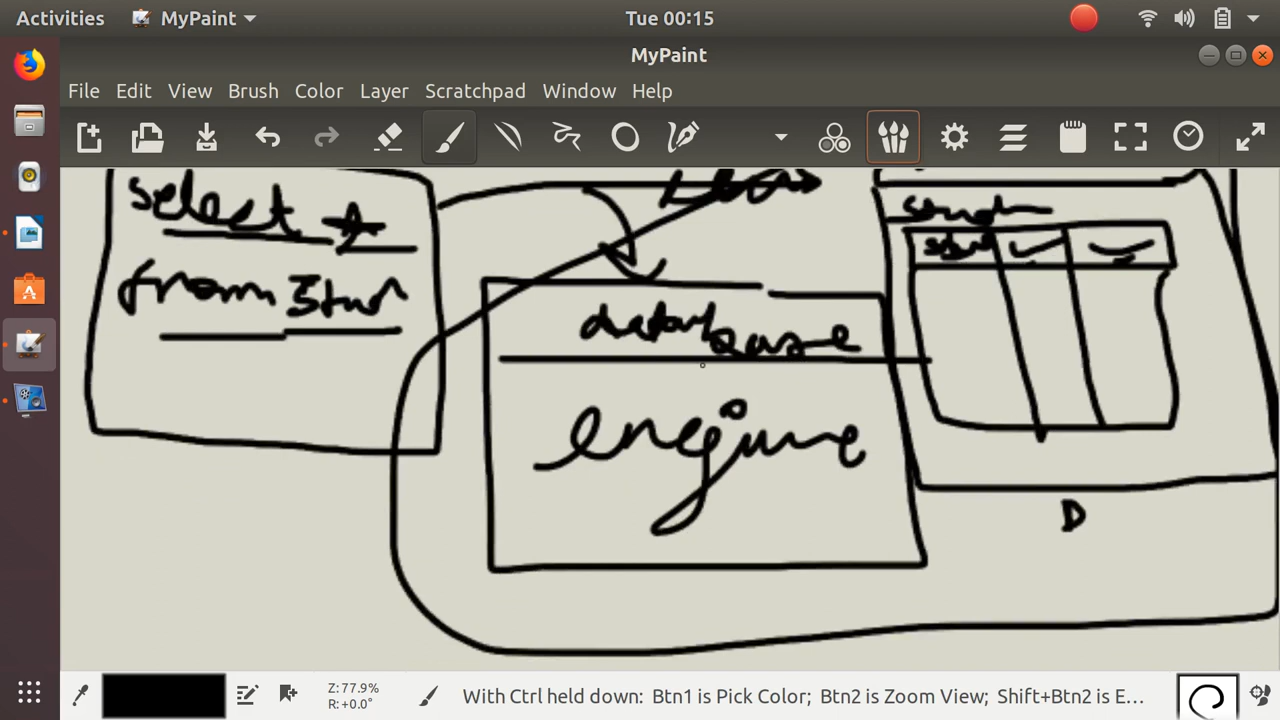 Activities MyPaint Tue 00:15
MyPaint
File Edit View Brush Color Layer Scratchpad Window Help
select *
from
database
engine
D
Z: 77.9%
R: +0.0°
With Ctrl held down: Btn1 is Pick Color; Btn2 is Zoom View; Shift+Btn2 is E...